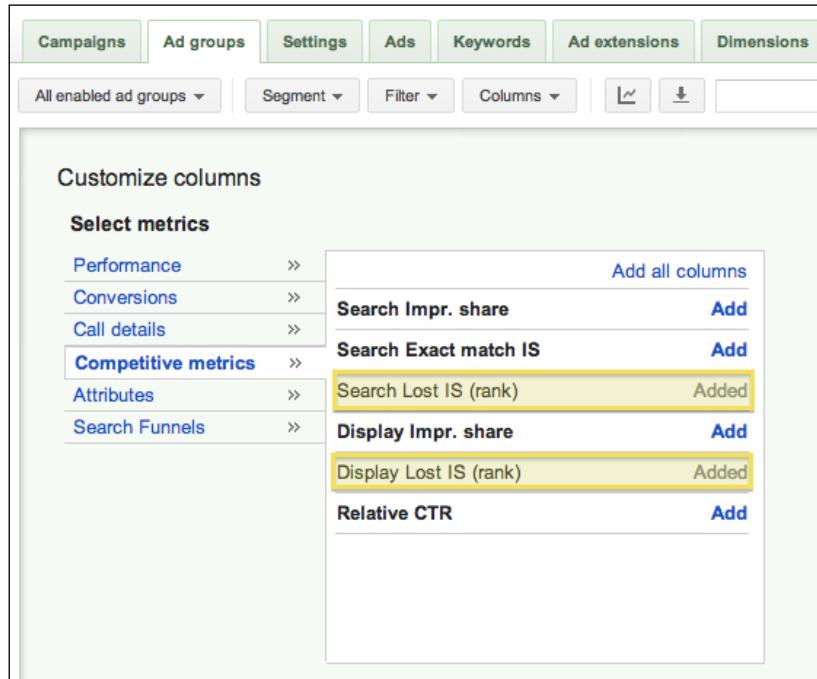 Campaigns Ad groups Settings Ads Keywords Ad extensions Dimensions
All enabled ad groups Segment Filter Columns
Customize columns
Select metrics
Performance »
Conversions »
Call details »
Competitive metrics »
Attributes »
Search Funnels »
Add all columns
Search Impr. share Add
Search Exact match IS Add
Search Lost IS (rank) Added
Display Impr. share Add
Display Lost IS (rank) Added
Relative CTR Add